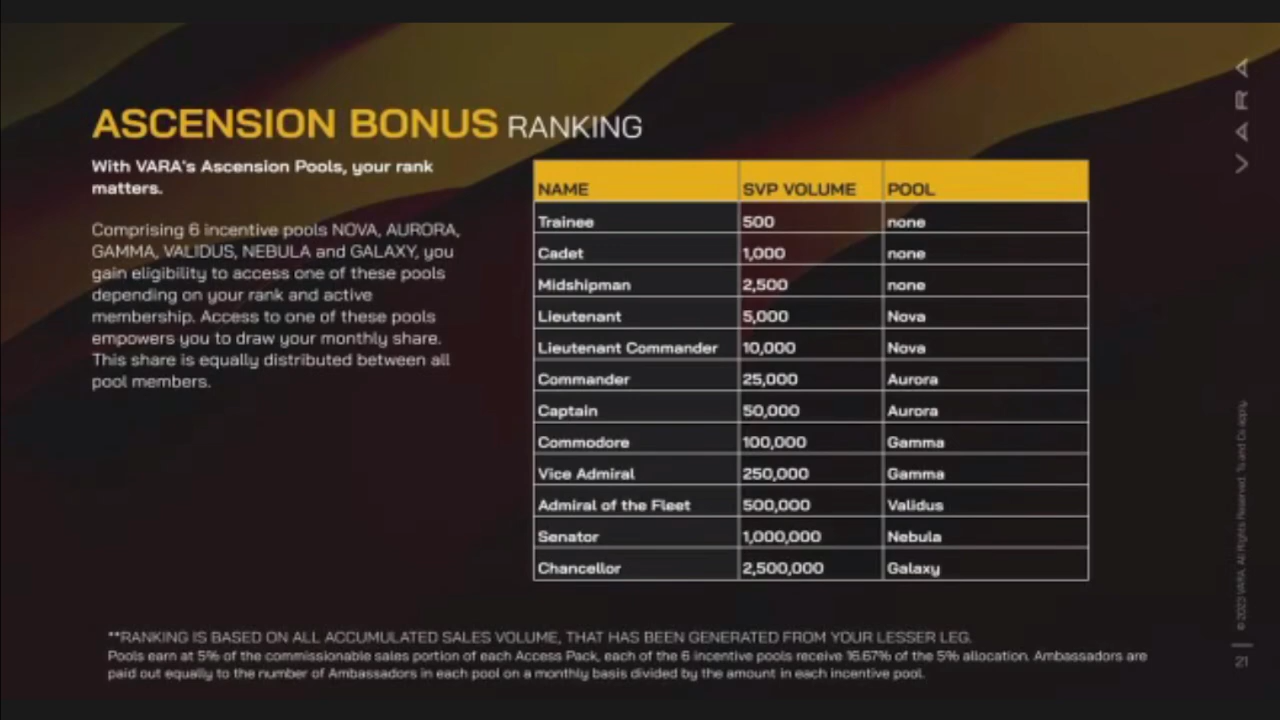 ASCENSION BONUS RANKING
With VARA's Ascension Pools, your rank
matters.
Comprising 6 incentive pools NOVA, AURORA,
GAMMA, VALIDUS, NEBULA and GALAXY, you
gain eligibility to access one of these pools
depending on your rank and active
membership. Access to one of these pools
empowers you to draw your monthly share.
This share is equally distributed between all
pool members.
NAME SVP VOLUME POOL
Trainee 500 none
Cadet 1,000 none
Midshipman 2,500 none
Lieutenant 5,000 Nova
Lieutenant Commander 10,000 Nova
Commander 25,000 Aurora
Captain 50,000 Aurora
Commodore 100,000 Gamma
Vice Admiral 250,000 Gamma
Admiral of the Fleet 500,000 Validus
Senator 1,000,000 Nebula
Chancellor 2,500,000 Galaxy
**RANKING IS BASED ON ALL ACCUMULATED SALES VOLUME, THAT HAS BEEN GENERATED FROM YOUR LESSER LEG.
Pools earn at 5% of the commissionable sales portion of each Access Pack, each of the 6 incentive pools receive 16.67% of the 5% allocation. Ambassadors are
paid out equally to the number of Ambassadors in each pool on a monthly basis divided by the amount in each incentive pool.
VARA
© 2023 VARA. All Rights Reserved. Ts and Cs apply.
21